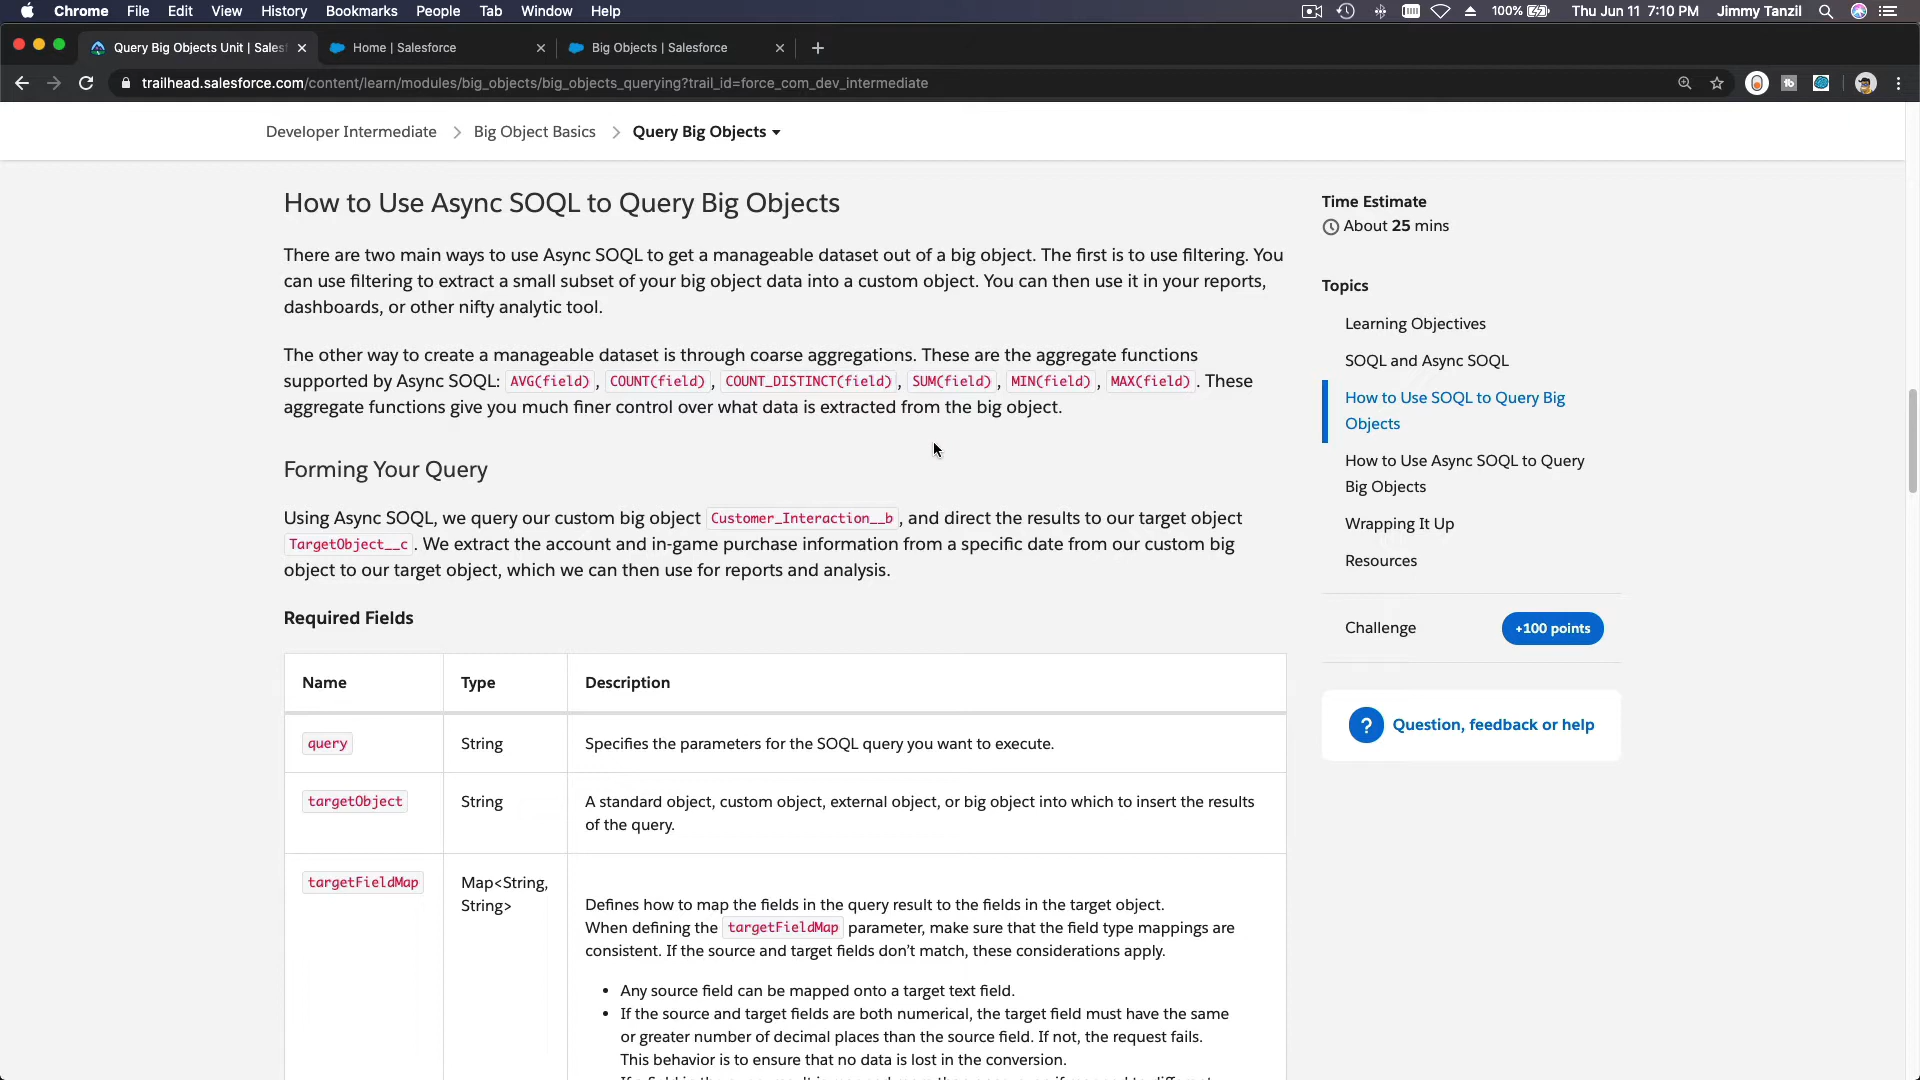 Chrome File Edit View History Bookmarks People Tab Window Help 100% Thu Jun 11 7:10 PM Jimmy Tanzil
Query Big Objects Unit | Sales Home | Salesforce Big Objects | Salesforce
trailhead.salesforce.com/content/learn/modules/big_objects/big_objects_querying?trail_id=force_com_dev_intermediate
Developer Intermediate Big Object Basics Query Big Objects
How to Use Async SOQL to Query Big Objects
There are two main ways to use Async SOQL to get a manageable dataset out of a big object. The first is to use filtering. You
can use filtering to extract a small subset of your big object data into a custom object. You can then use it in your reports,
dashboards, or other nifty analytic tool.
The other way to create a manageable dataset is through coarse aggregations. These are the aggregate functions
supported by Async SOQL: AVG(field), COUNT(field), COUNT_DISTINCT(field), SUM(field), MIN(field), MAX(field). These
aggregate functions give you much finer control over what data is extracted from the big object.
Forming Your Query
Using Async SOQL, we query our custom big object Customer_Interaction__b, and direct the results to our target object
TargetObject__c. We extract the account and in-game purchase information from a specific date from our custom big
object to our target object, which we can then use for reports and analysis.
Required Fields
Name Type Description
query String Specifies the parameters for the SOQL query you want to execute.
targetObject String A standard object, custom object, external object, or big object into which to insert the results
of the query.
targetFieldMap Map<String,
String>
Defines how to map the fields in the query result to the fields in the target object.
When defining the targetFieldMap parameter, make sure that the field type mappings are
consistent. If the source and target fields don't match, these considerations apply.
• Any source field can be mapped onto a target text field.
• If the source and target fields are both numerical, the target field must have the same
or greater number of decimal places than the source field. If not, the request fails.
This behavior is to ensure that no data is lost in the conversion.
Time Estimate
About 25 mins
Topics
Learning Objectives
SOQL and Async SOQL
How to Use SOQL to Query Big
Objects
How to Use Async SOQL to Query
Big Objects
Wrapping It Up
Resources
Challenge +100 points
? Question, feedback or help